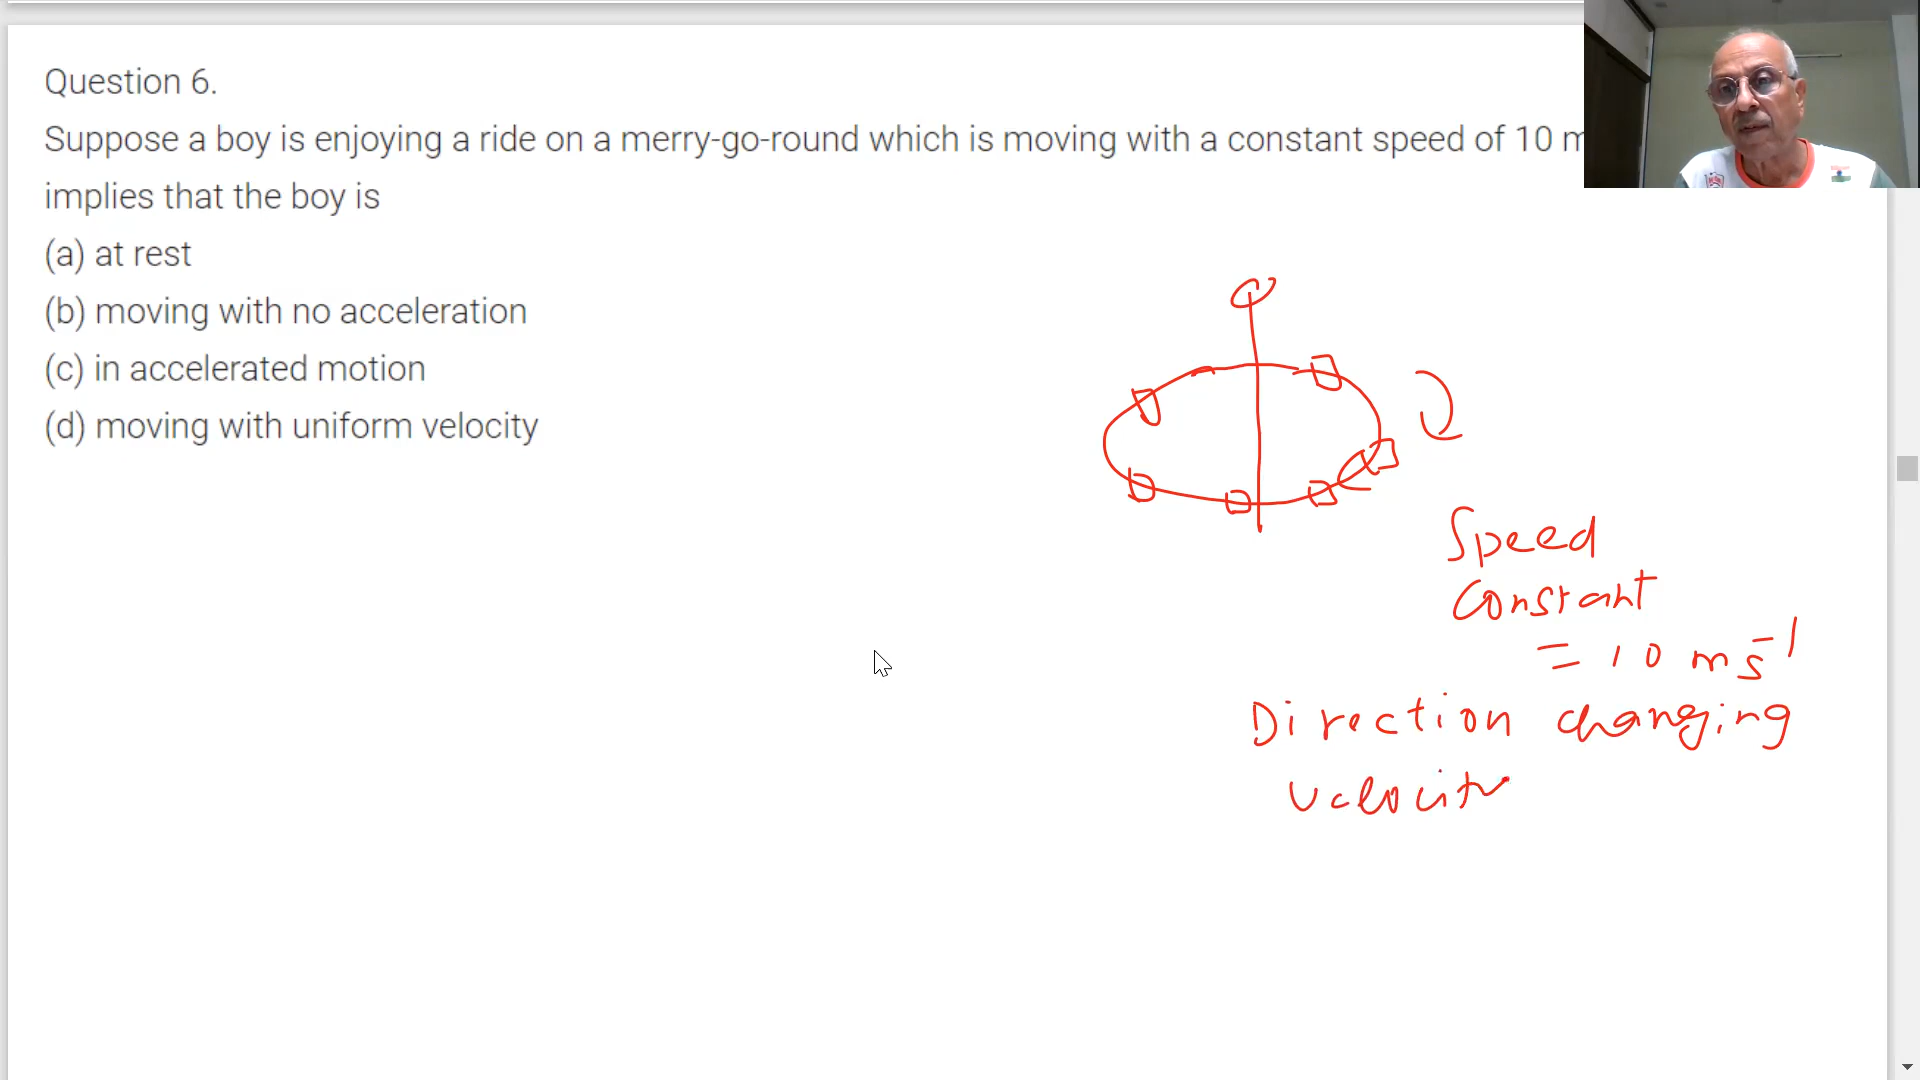 Question 6.
Suppose a boy is enjoying a ride on a merry-go-round which is moving with a constant speed of 10 m
implies that the boy is
(a) at rest
(b) moving with no acceleration
(c) in accelerated motion
(d) moving with uniform velocity
Speed
Constant
= 10 ms⁻¹
Direction changing
velocity